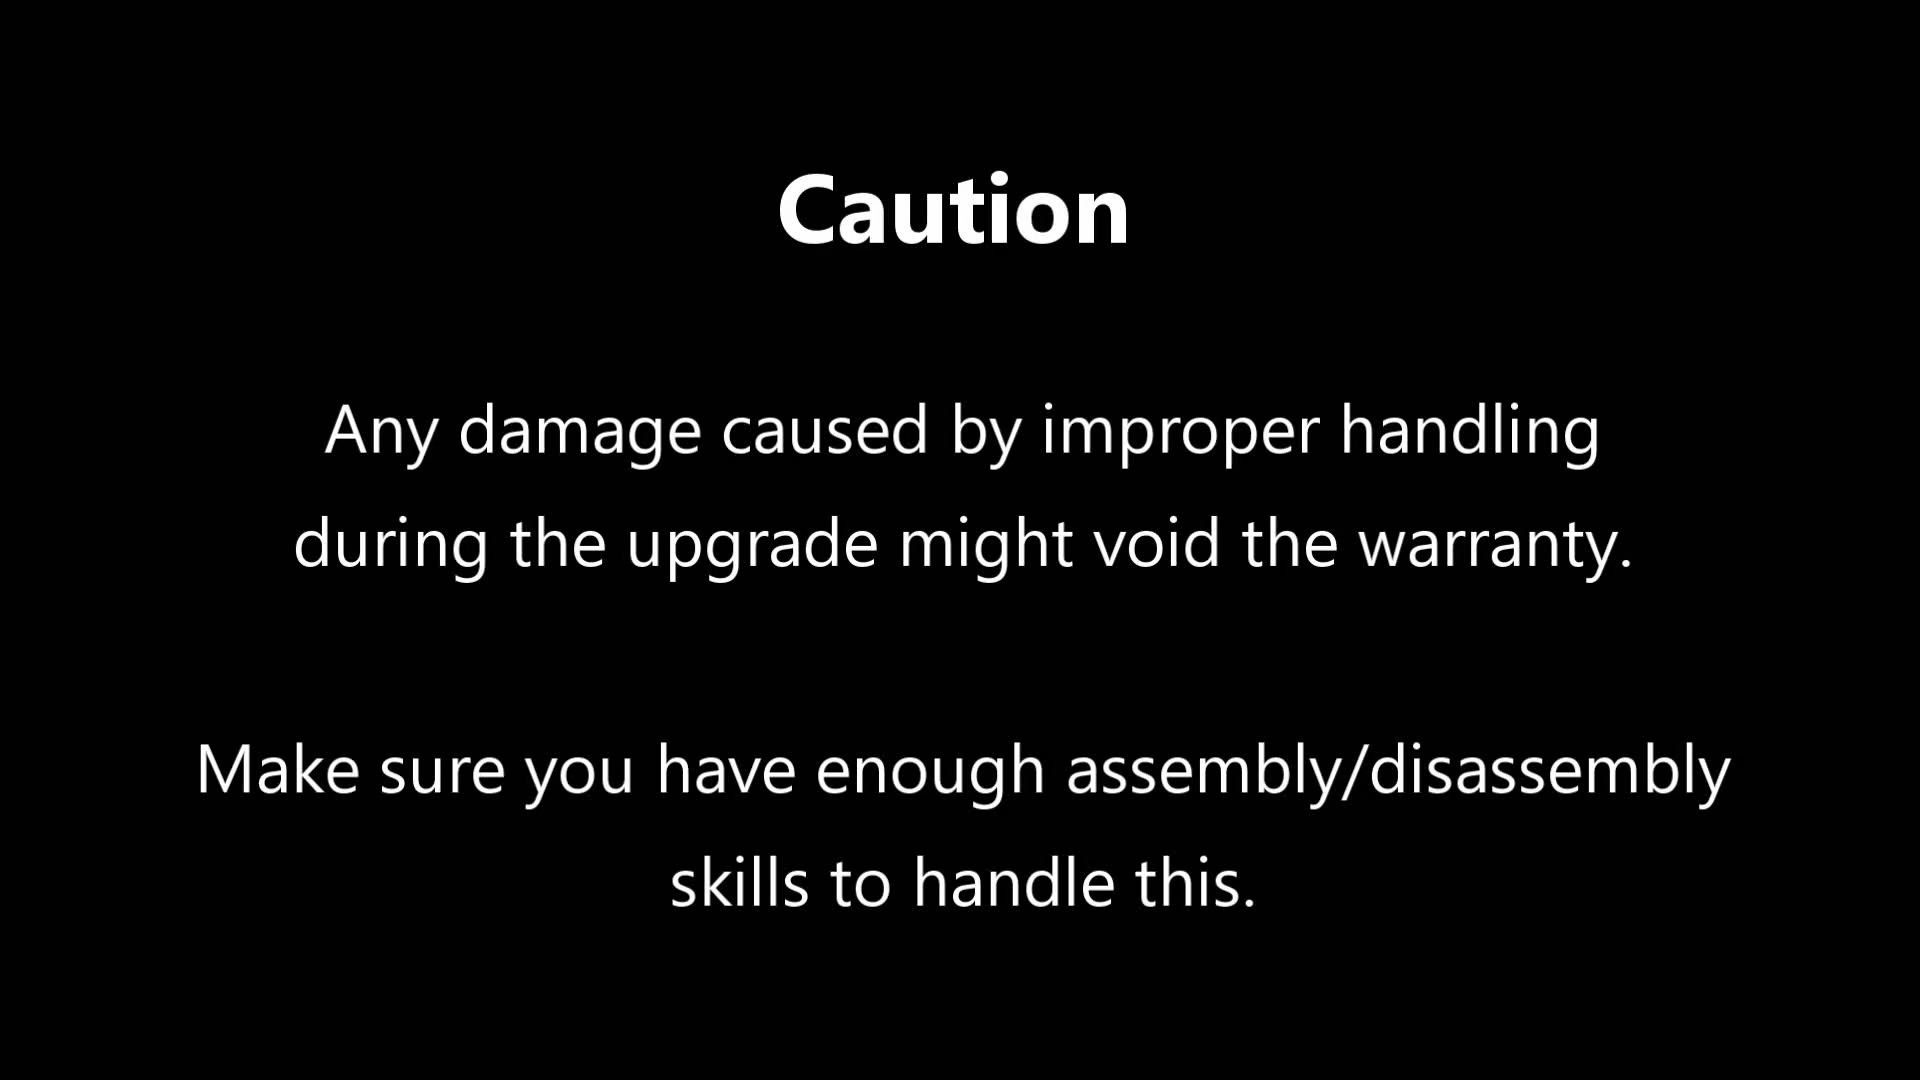 Caution
Any damage caused by improper handling
during the upgrade might void the warranty.
Make sure you have enough assembly/disassembly
skills to handle this.